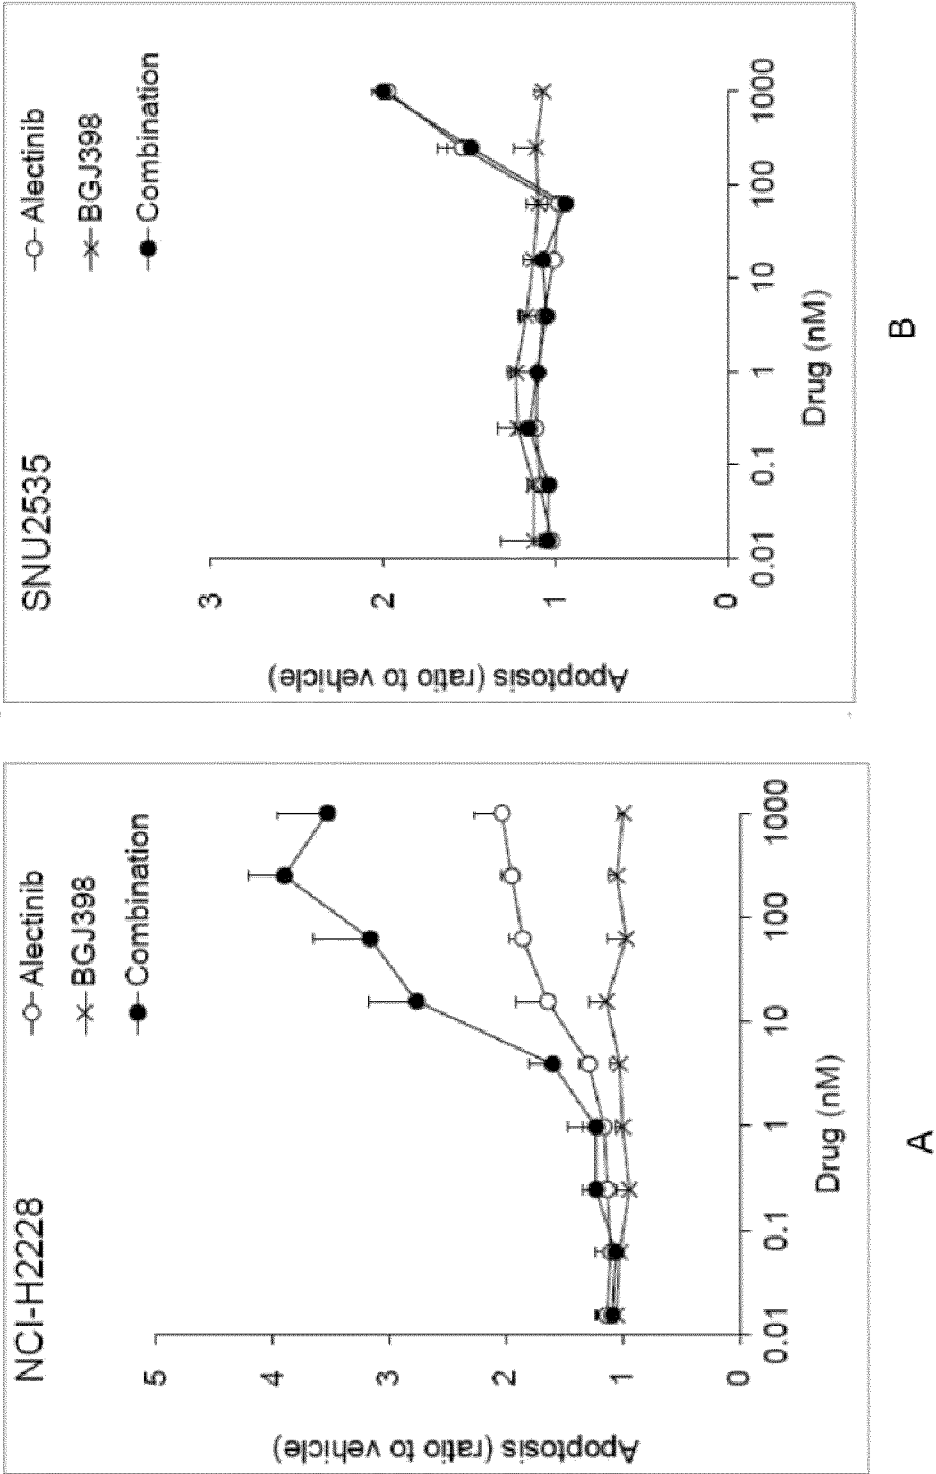 NCI-H2228
Alectinib
BGJ398
Combination
Apoptosis (ratio to vehicle)
5
4
3
2
1
0
0.01
0.1
1
10
100
1000
Drug (nM)
A
SNU2535
Alectinib
BGJ398
Combination
Apoptosis (ratio to vehicle)
3
2
1
0
0.01
0.1
1
10
100
1000
Drug (nM)
B